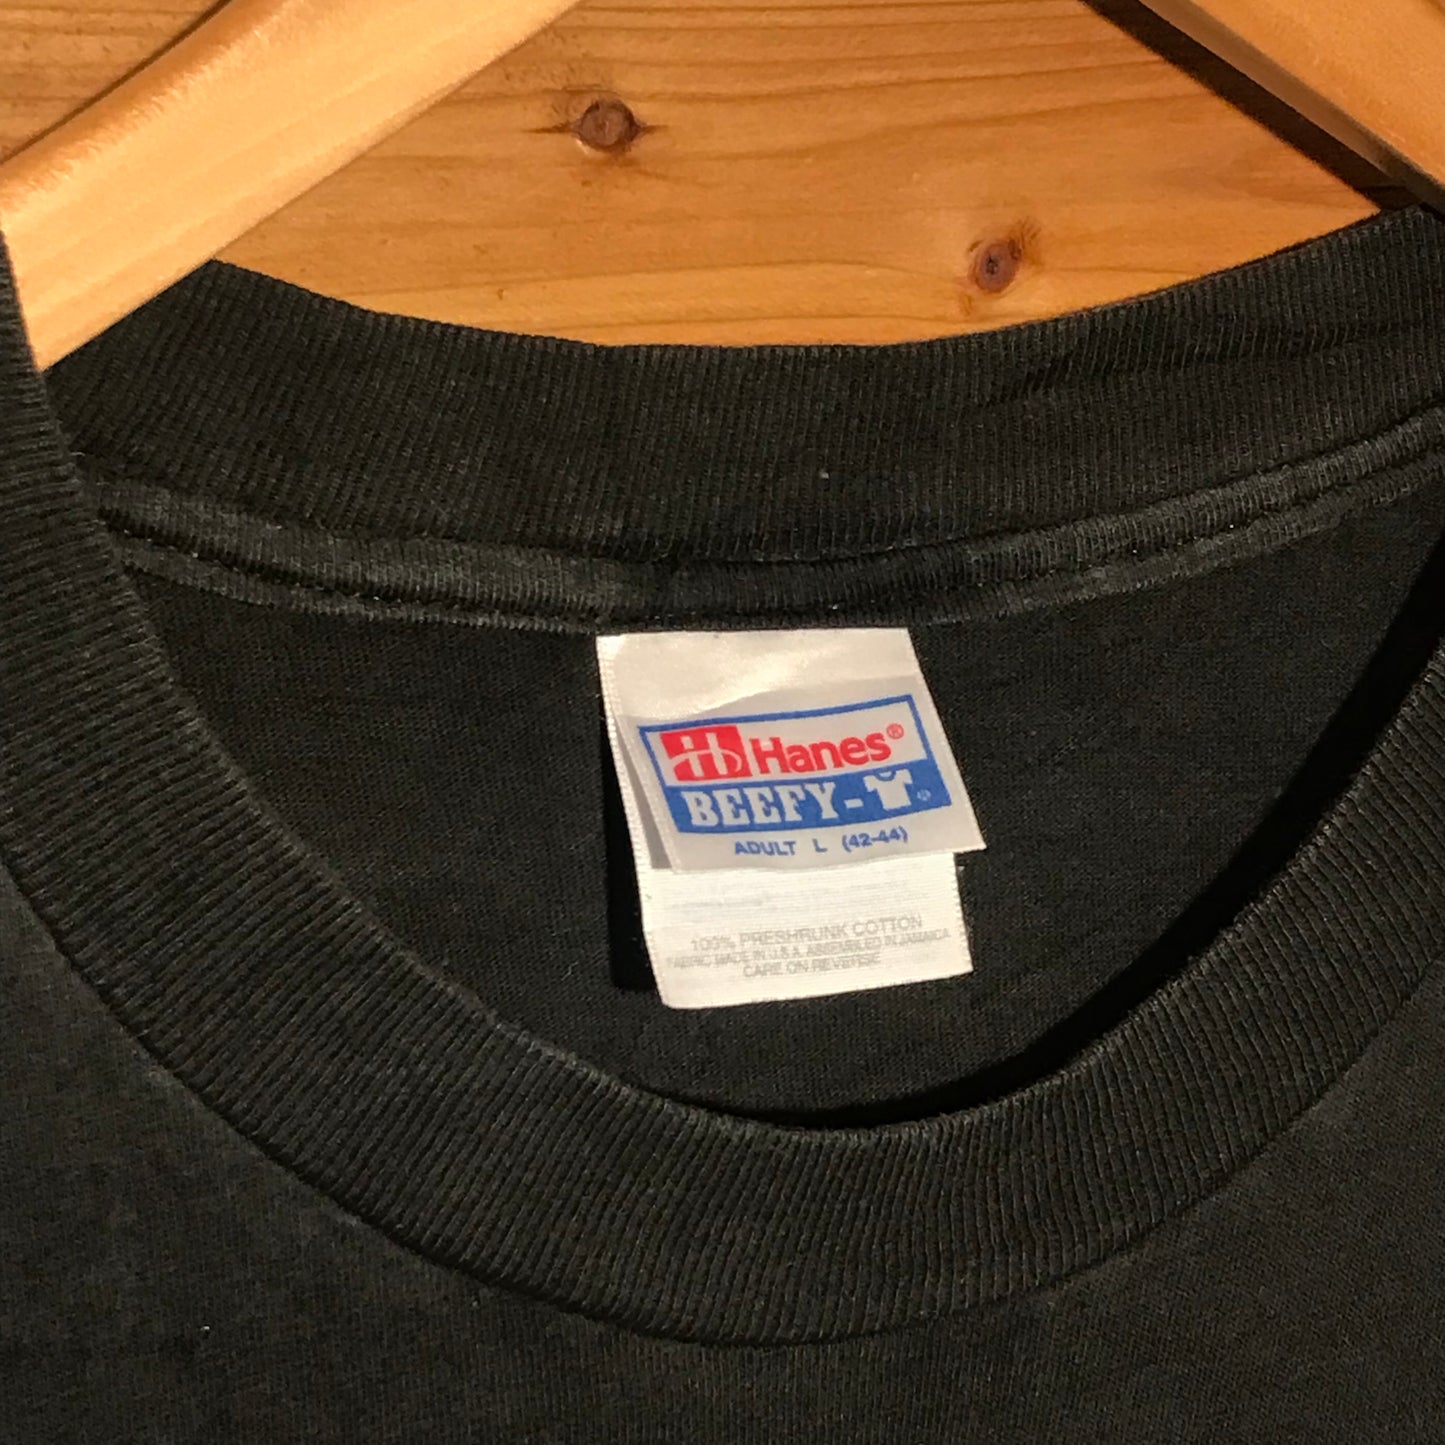 Hanes®
BEEFY-T®
ADULT L (42-44)
100% PRESHRUNK COTTON
FABRIC MADE IN U.S.A. ASSEMBLED IN JAMAICA
CARE ON REVERSE